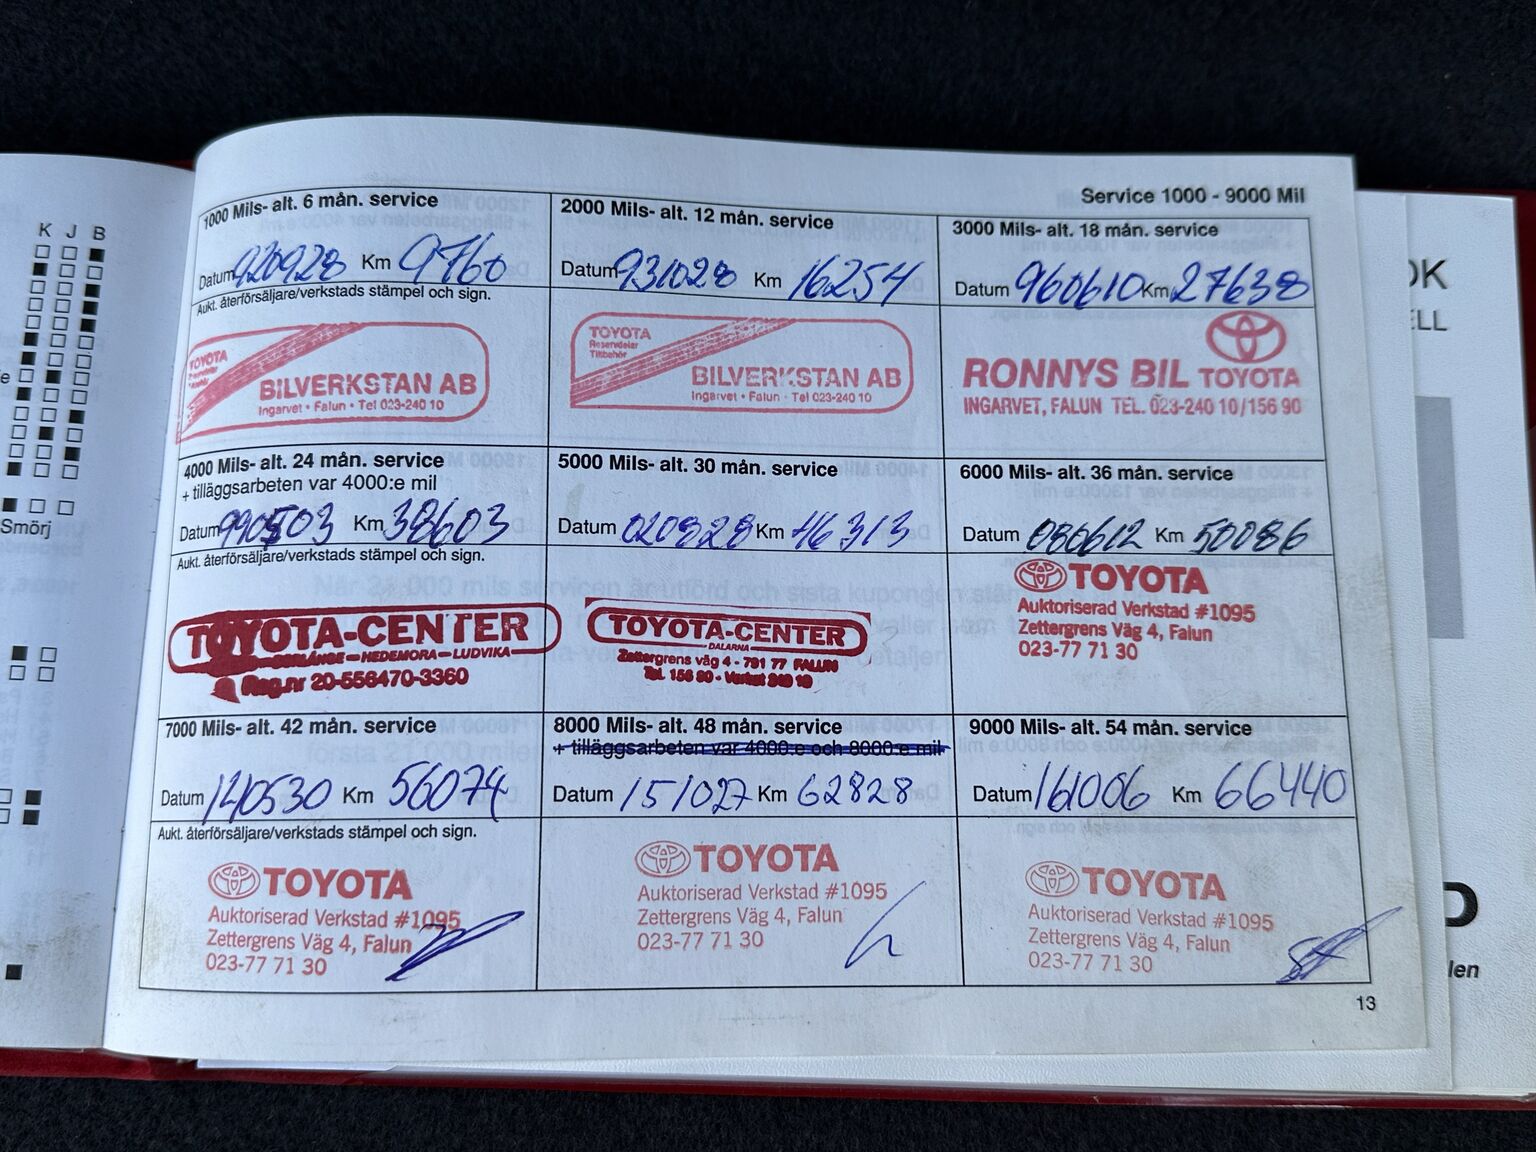 K J B
Smörj
Service 1000 - 9000 Mil
1000 Mils- alt. 6 mån. service
Datum 920928 Km 9760
Aukt. återförsäljare/verkstads stämpel och sign.
TOYOTA
BILVERKSTAN AB
Ingarvet • Falun • Tel 023-240 10
2000 Mils- alt. 12 mån. service
Datum 931028 Km 16254
TOYOTA
Reservdelar
Tillbehör
BILVERKSTAN AB
Ingarvet • Falun • Tel 023-240 10
3000 Mils- alt. 18 mån. service
Datum 960610 Km 27638
RONNYS BIL TOYOTA
INGARVET, FALUN TEL. 023-240 10/156 90
4000 Mils- alt. 24 mån. service
+ tilläggsarbeten var 4000:e mil
Datum 990503 Km 38603
Aukt. återförsäljare/verkstads stämpel och sign.
TOYOTA-CENTER
BORLÄNGE – HEDEMORA – LUDVIKA
Reg.nr 20-556470-3360
5000 Mils- alt. 30 mån. service
Datum 020828 Km 46313
TOYOTA-CENTER
DALARNA
Zettergrens väg 4 - 791 77 FALUN
Tel. 156 90 - Verkst 240 10
6000 Mils- alt. 36 mån. service
Datum 080612 Km 50086
TOYOTA
Auktoriserad Verkstad #1095
Zettergrens Väg 4, Falun
023-77 71 30
7000 Mils- alt. 42 mån. service
Datum 140530 Km 56074
Aukt. återförsäljare/verkstads stämpel och sign.
TOYOTA
Auktoriserad Verkstad #1095
Zettergrens Väg 4, Falun
023-77 71 30
8000 Mils- alt. 48 mån. service
+ tilläggsarbeten var 4000:e och 8000:e mil
Datum 151027 Km 62828
TOYOTA
Auktoriserad Verkstad #1095
Zettergrens Väg 4, Falun
023-77 71 30
9000 Mils- alt. 54 mån. service
Datum 161006 Km 66440
TOYOTA
Auktoriserad Verkstad #1095
Zettergrens Väg 4, Falun
023-77 71 30
13